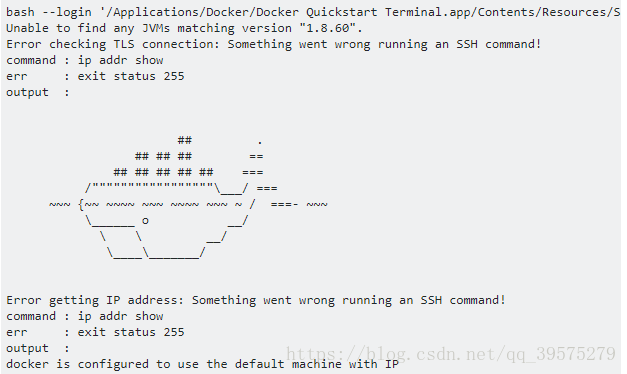 bash --login '/Applications/Docker/Docker Quickstart Terminal.app/Contents/Resources/S
Unable to find any JVMs matching version "1.8.60".
Error checking TLS connection: Something went wrong running an SSH command!
command : ip addr show
err     : exit status 255
output  :
                        ##         .
                  ## ## ##        ==
               ## ## ## ## ##    ===
           /"""""""""""""""""\___/ ===
      ~~~ {~~ ~~~~ ~~~ ~~~~ ~~~ ~ /  ===- ~~~
           \______ o           __/
             \    \         __/
              \____\_______/
Error getting IP address: Something went wrong running an SSH command!
command : ip addr show
err     : exit status 255
output  :
docker is configured to use the default machine with IP
https://blog.csdn.net/qq_39575279